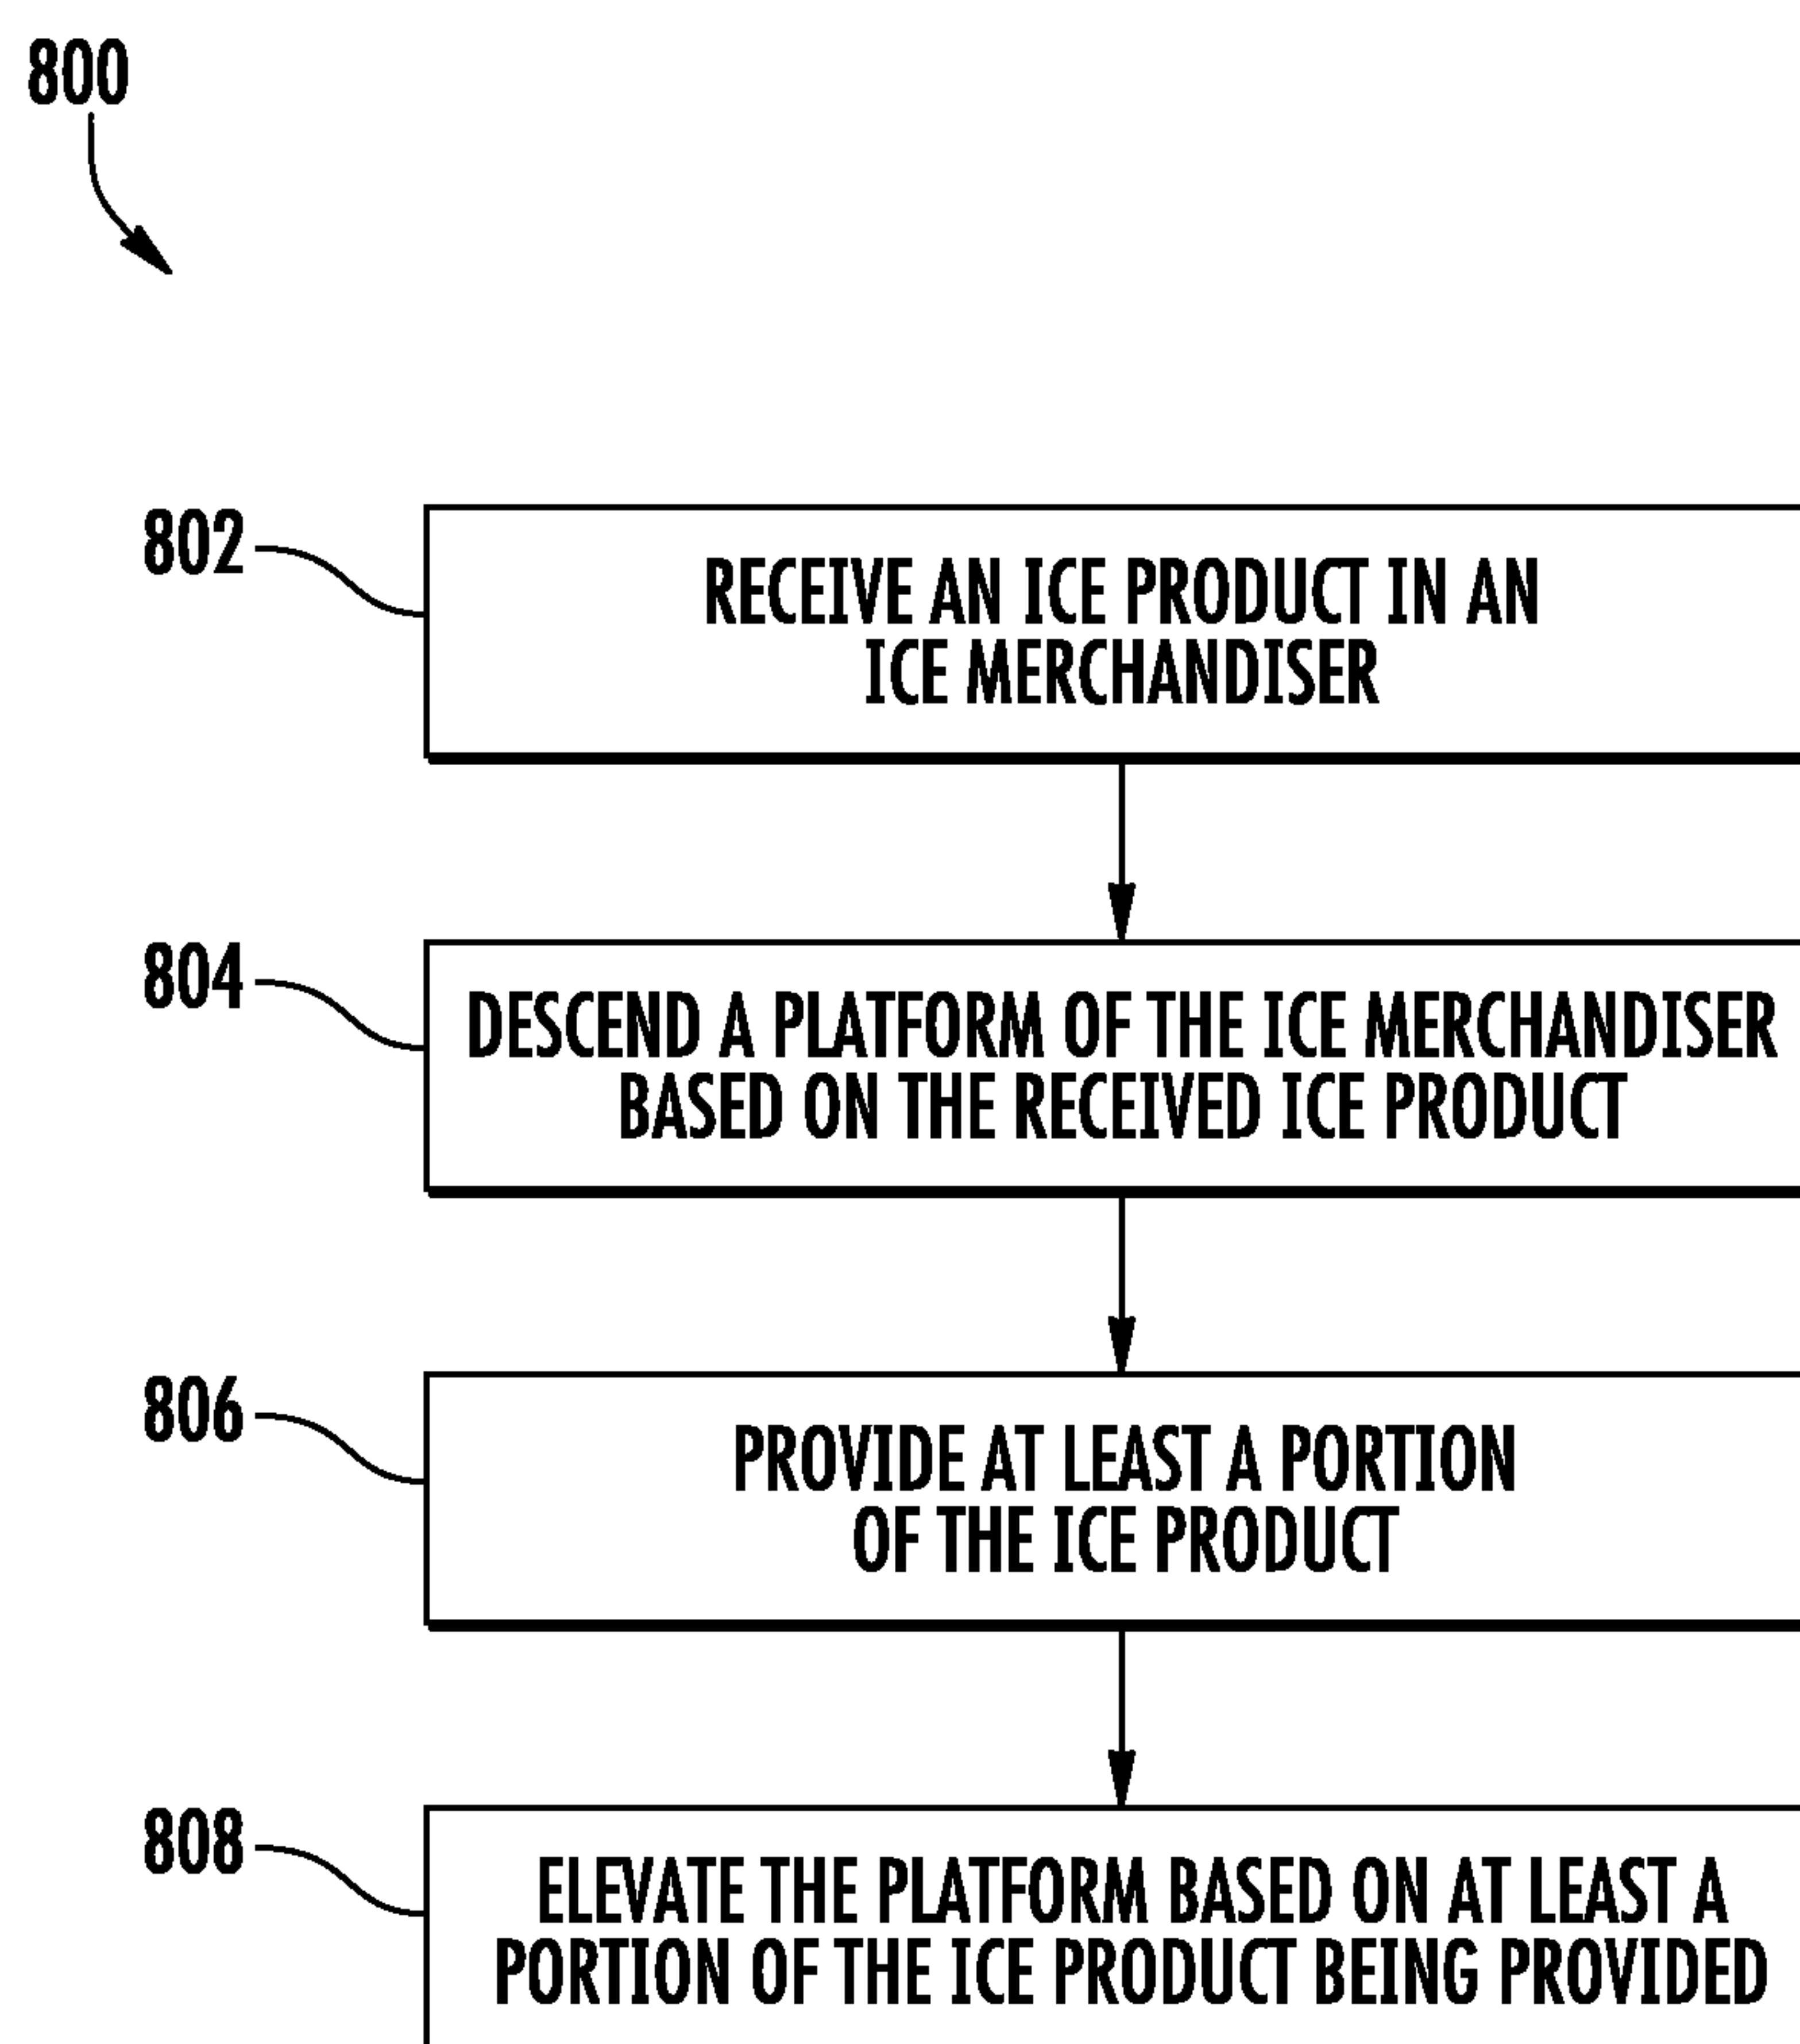 800
802
RECEIVE AN ICE PRODUCT IN AN
ICE MERCHANDISER
804
DESCEND A PLATFORM OF THE ICE MERCHANDISER
BASED ON THE RECEIVED ICE PRODUCT
806
PROVIDE AT LEAST A PORTION
OF THE ICE PRODUCT
808
ELEVATE THE PLATFORM BASED ON AT LEAST A
PORTION OF THE ICE PRODUCT BEING PROVIDED